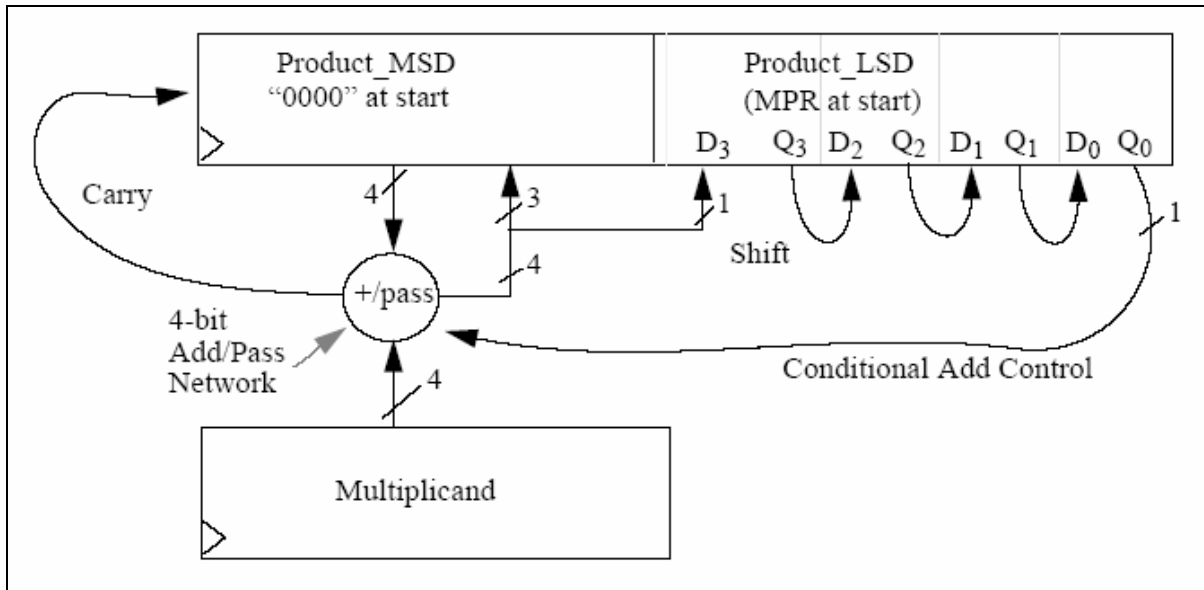 Product_MSD
“0000” at start
Product_LSD
(MPR at start)
D3 Q3 D2 Q2 D1 Q1 D0 Q0
Carry
4
3
1
1
Shift
4
+/pass
4-bit
Add/Pass
Network
Conditional Add Control
4
Multiplicand